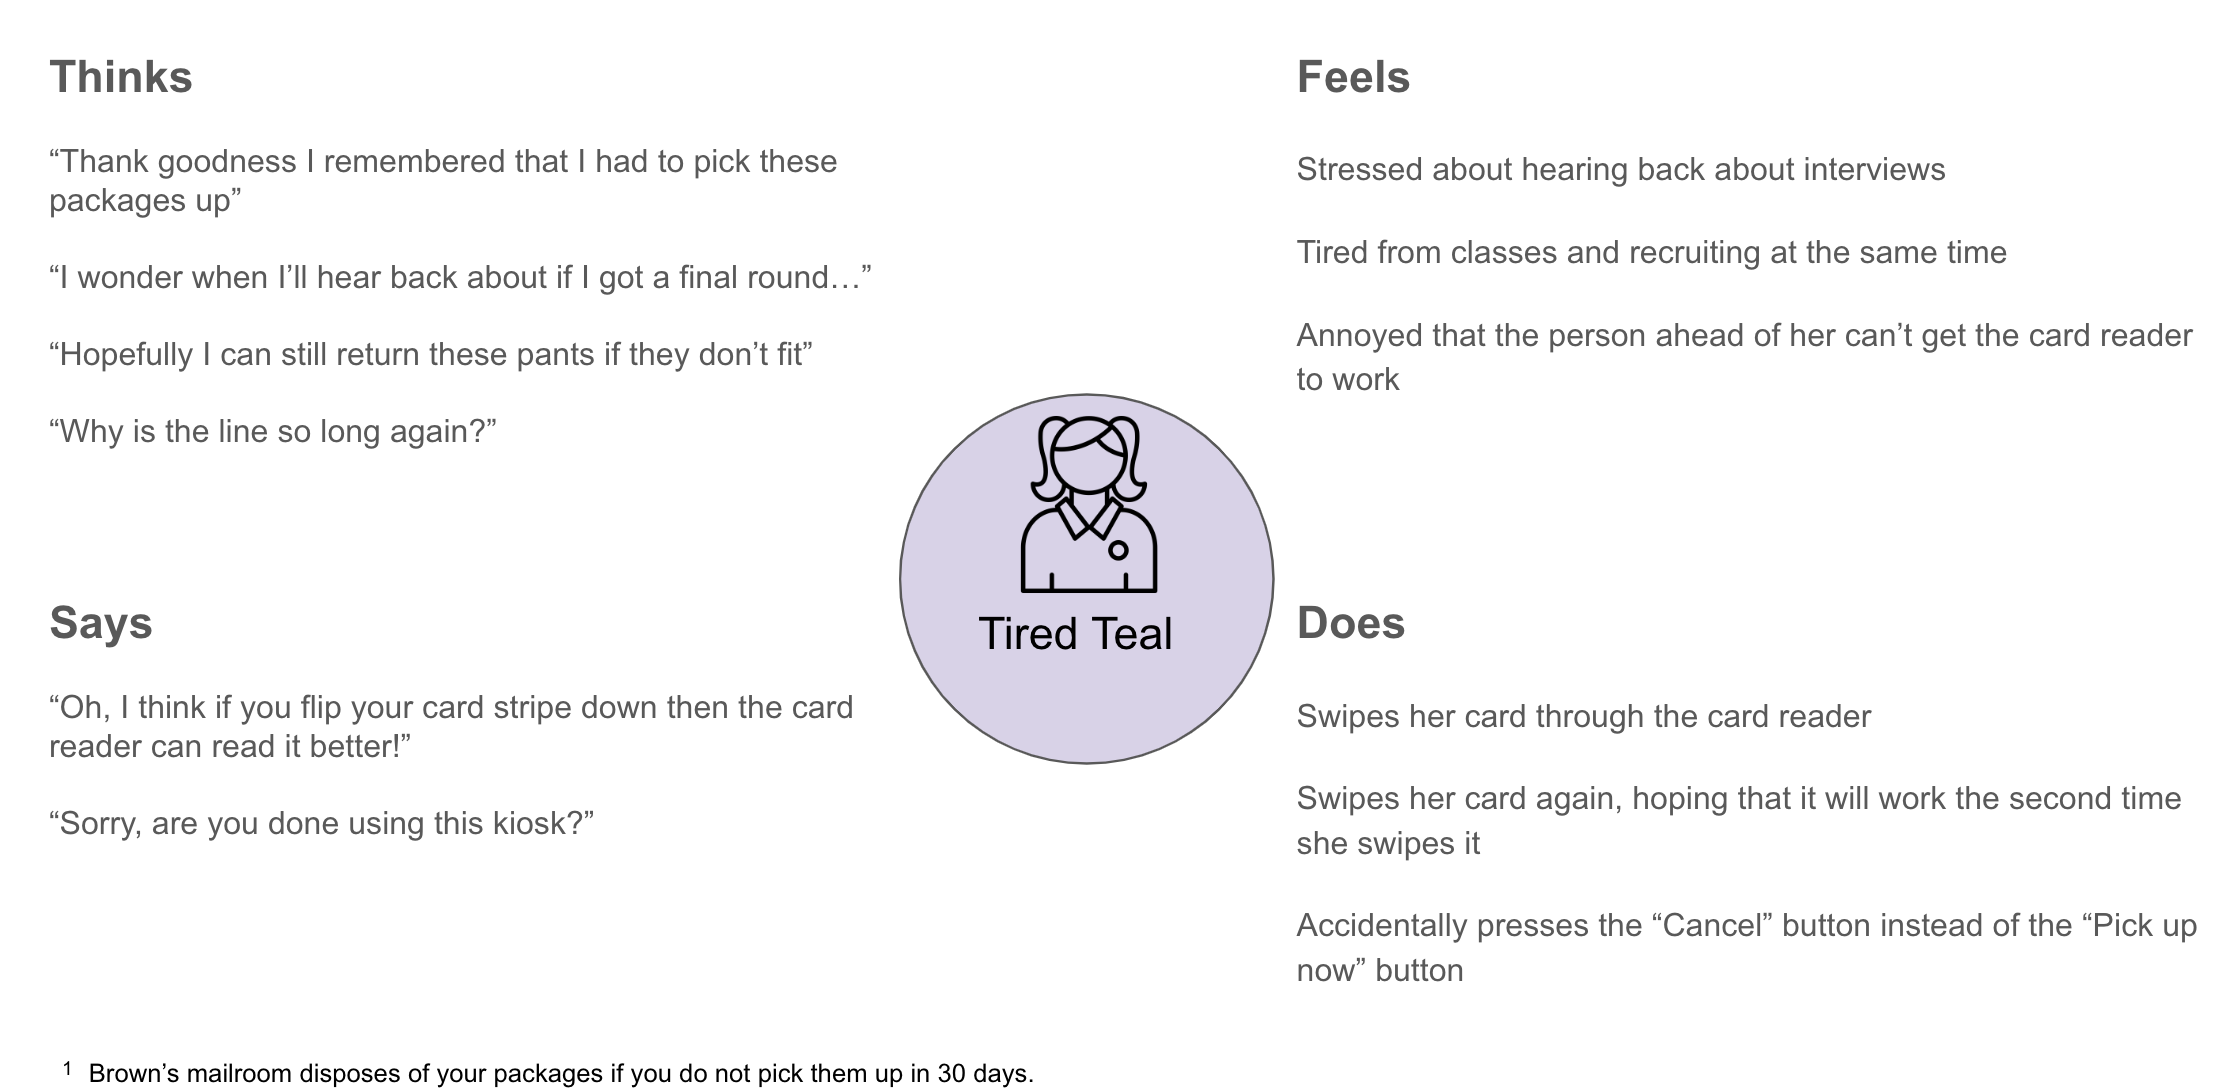 Thinks
“Thank goodness I remembered that I had to pick these
packages up”
“I wonder when I’ll hear back about if I got a final round…”
“Hopefully I can still return these pants if they don’t fit”
“Why is the line so long again?”
Feels
Stressed about hearing back about interviews
Tired from classes and recruiting at the same time
Annoyed that the person ahead of her can’t get the card reader
to work
Tired Teal
Says
“Oh, I think if you flip your card stripe down then the card
reader can read it better!”
“Sorry, are you done using this kiosk?”
Does
Swipes her card through the card reader
Swipes her card again, hoping that it will work the second time
she swipes it
Accidentally presses the “Cancel” button instead of the “Pick up
now” button
1 Brown’s mailroom disposes of your packages if you do not pick them up in 30 days.